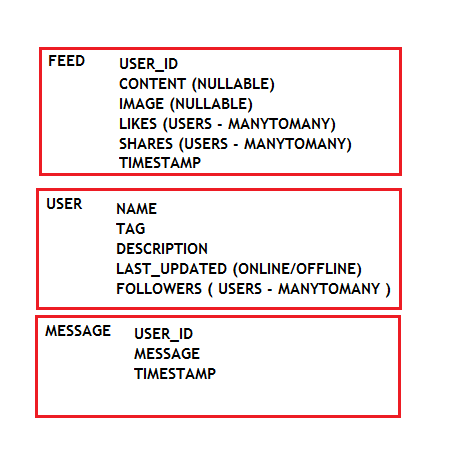 FEED USER_ID
CONTENT (NULLABLE)
IMAGE (NULLABLE)
LIKES (USERS - MANYTOMANY)
SHARES (USERS - MANYTOMANY)
TIMESTAMP
USER NAME
TAG
DESCRIPTION
LAST_UPDATED (ONLINE/OFFLINE)
FOLLOWERS ( USERS - MANYTOMANY )
MESSAGE USER_ID
MESSAGE
TIMESTAMP